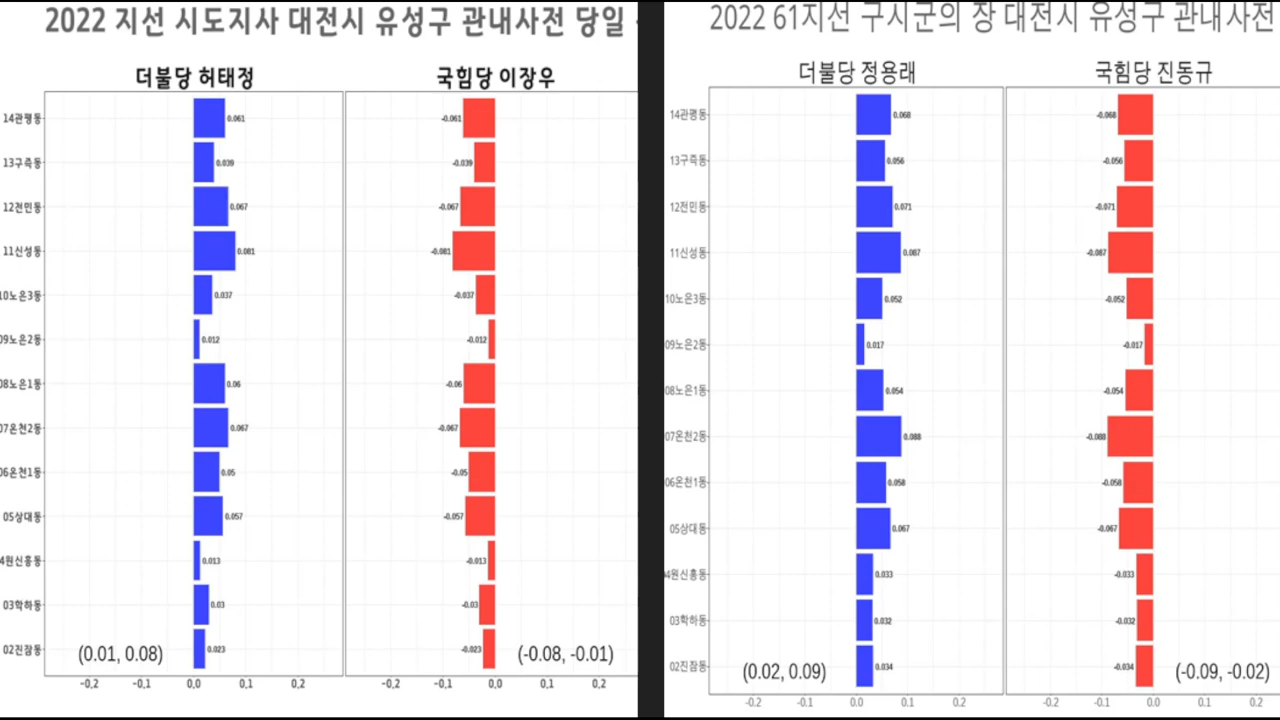 2022 지선 시도지사 대전시 유성구 관내사전 당일
더불당 허태정
국힘당 이장우
14관평동
0.061
-0.061
13구즉동
0.039
-0.039
12전민동
0.067
-0.067
11신성동
0.081
-0.081
10노은3동
0.037
-0.037
09노은2동
0.012
-0.012
08노은1동
0.06
-0.06
07온천2동
0.067
-0.067
06온천1동
0.05
-0.05
05상대동
0.057
-0.057
4원신흥동
0.013
-0.013
03학하동
0.03
-0.03
02진잠동
0.023
-0.023
(0.01, 0.08)
(-0.08, -0.01)
-0,2 -0,1 0,0 0,1 0,2
-0,2 -0,1 0,0 0,1 0,2
2022 61지선 구시군의 장 대전시 유성구 관내사전
더불당 정용래
국힘당 진동규
14관평동
0.068
-0.068
13구즉동
0.056
-0.056
12전민동
0.071
-0.071
11신성동
0.087
-0.087
10노은3동
0.052
-0.052
09노은2동
0.017
-0.017
08노은1동
0.054
-0.054
07온천2동
0.088
-0.088
06온천1동
0.058
-0.058
05상대동
0.067
-0.067
04원신흥동
0.033
-0.033
03학하동
0.032
-0.032
02진잠동
0.034
-0.034
(0.02, 0.09)
(-0.09, -0.02)
-0.2 -0.1 0.0 0.1 0.2
-0.2 -0.1 0.0 0.1 0.2